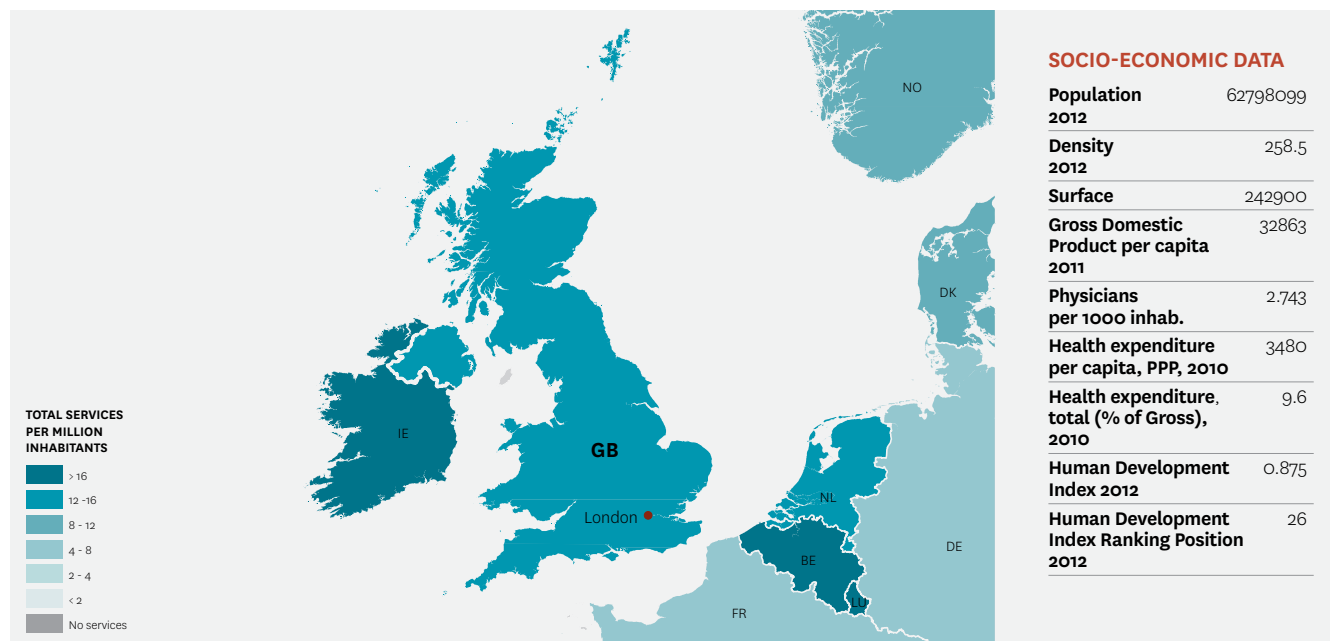 NO
DK
IE
GB
NL
London
BE
DE
LU
FR
TOTAL SERVICES
PER MILLION
INHABITANTS
> 16
12 -16
8 - 12
4 - 8
2 - 4
< 2
No services
SOCIO-ECONOMIC DATA
Population 62798099
2012
Density 258.5
2012
Surface 242900
Gross Domestic 32863
Product per capita
2011
Physicians 2.743
per 1000 inhab.
Health expenditure 3480
per capita, PPP, 2010
Health expenditure, 9.6
total (% of Gross),
2010
Human Development 0.875
Index 2012
Human Development 26
Index Ranking Position
2012